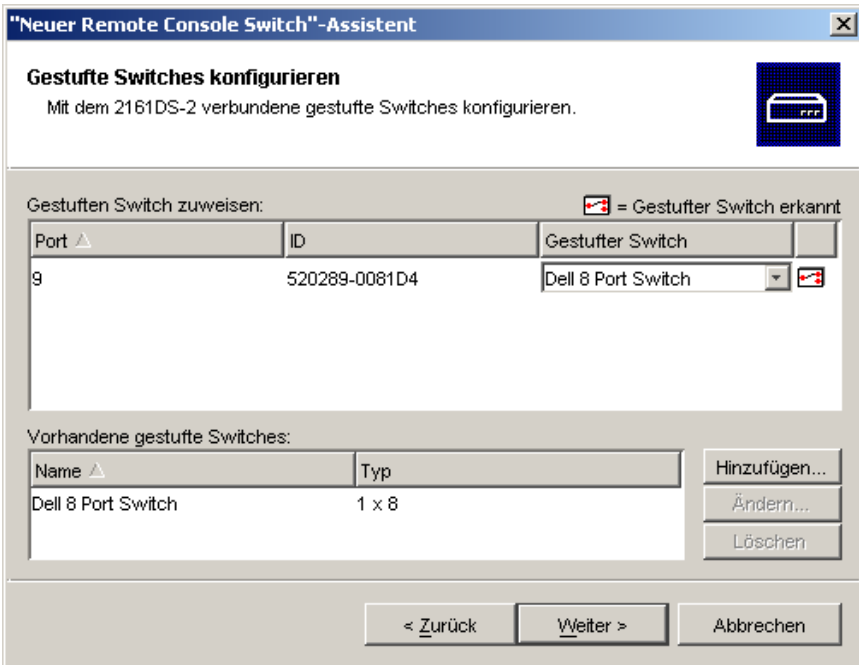 "Neuer Remote Console Switch"-Assistent
Gestufte Switches konfigurieren
Mit dem 2161DS-2 verbundene gestufte Switches konfigurieren.
Gestuften Switch zuweisen: = Gestufter Switch erkannt
Port ID Gestufter Switch
9 520289-0081D4 Dell 8 Port Switch
Vorhandene gestufte Switches:
Name Typ
Dell 8 Port Switch 1 x 8
Hinzufügen...
Ändern...
Löschen
< Zurück Weiter > Abbrechen